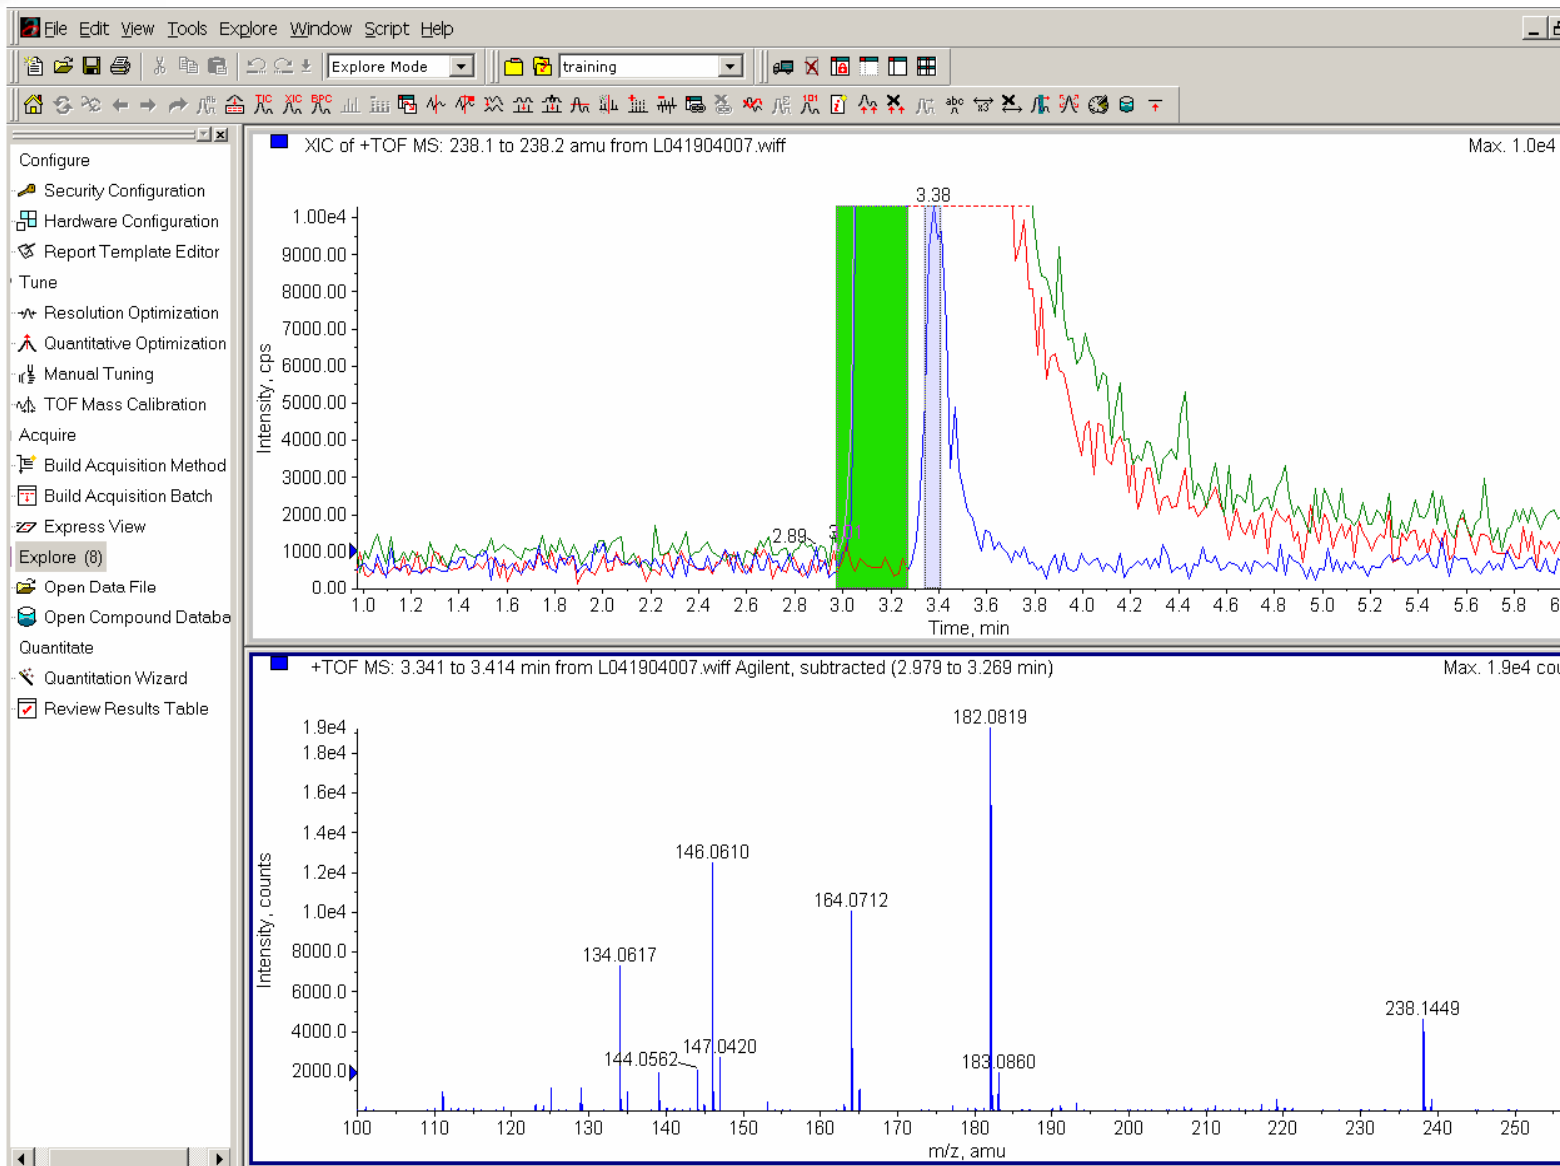 File Edit View Tools Explore Window Script Help
Explore Mode training
TIC XIC BPC 101 abc
Configure
Security Configuration
Hardware Configuration
Report Template Editor
Tune
Resolution Optimization
Quantitative Optimization
Manual Tuning
TOF Mass Calibration
Acquire
Build Acquisition Method
Build Acquisition Batch
Express View
Explore (8)
Open Data File
Open Compound Databa
Quantitate
Quantitation Wizard
Review Results Table
XIC of +TOF MS: 238.1 to 238.2 amu from L041904007.wiff Max. 1.0e4
3.38
1.00e4
9000.00
8000.00
7000.00
6000.00
5000.00
4000.00
3000.00
2000.00
1000.00
0.00
Intensity, cps
2.89
1.0 1.2 1.4 1.6 1.8 2.0 2.2 2.4 2.6 2.8 3.0 3.2 3.4 3.6 3.8 4.0 4.2 4.4 4.6 4.8 5.0 5.2 5.4 5.6 5.8 6
Time, min
+TOF MS: 3.341 to 3.414 min from L041904007.wiff Agilent, subtracted (2.979 to 3.269 min) Max. 1.9e4 cou
182.0819
1.9e4
1.8e4
1.6e4
1.4e4
1.2e4
1.0e4
8000.0
6000.0
4000.0
2000.0
Intensity, counts
146.0610
164.0712
134.0617
238.1449
144.0562
147.0420
183.0860
100 110 120 130 140 150 160 170 180 190 200 210 220 230 240 250
m/z, amu